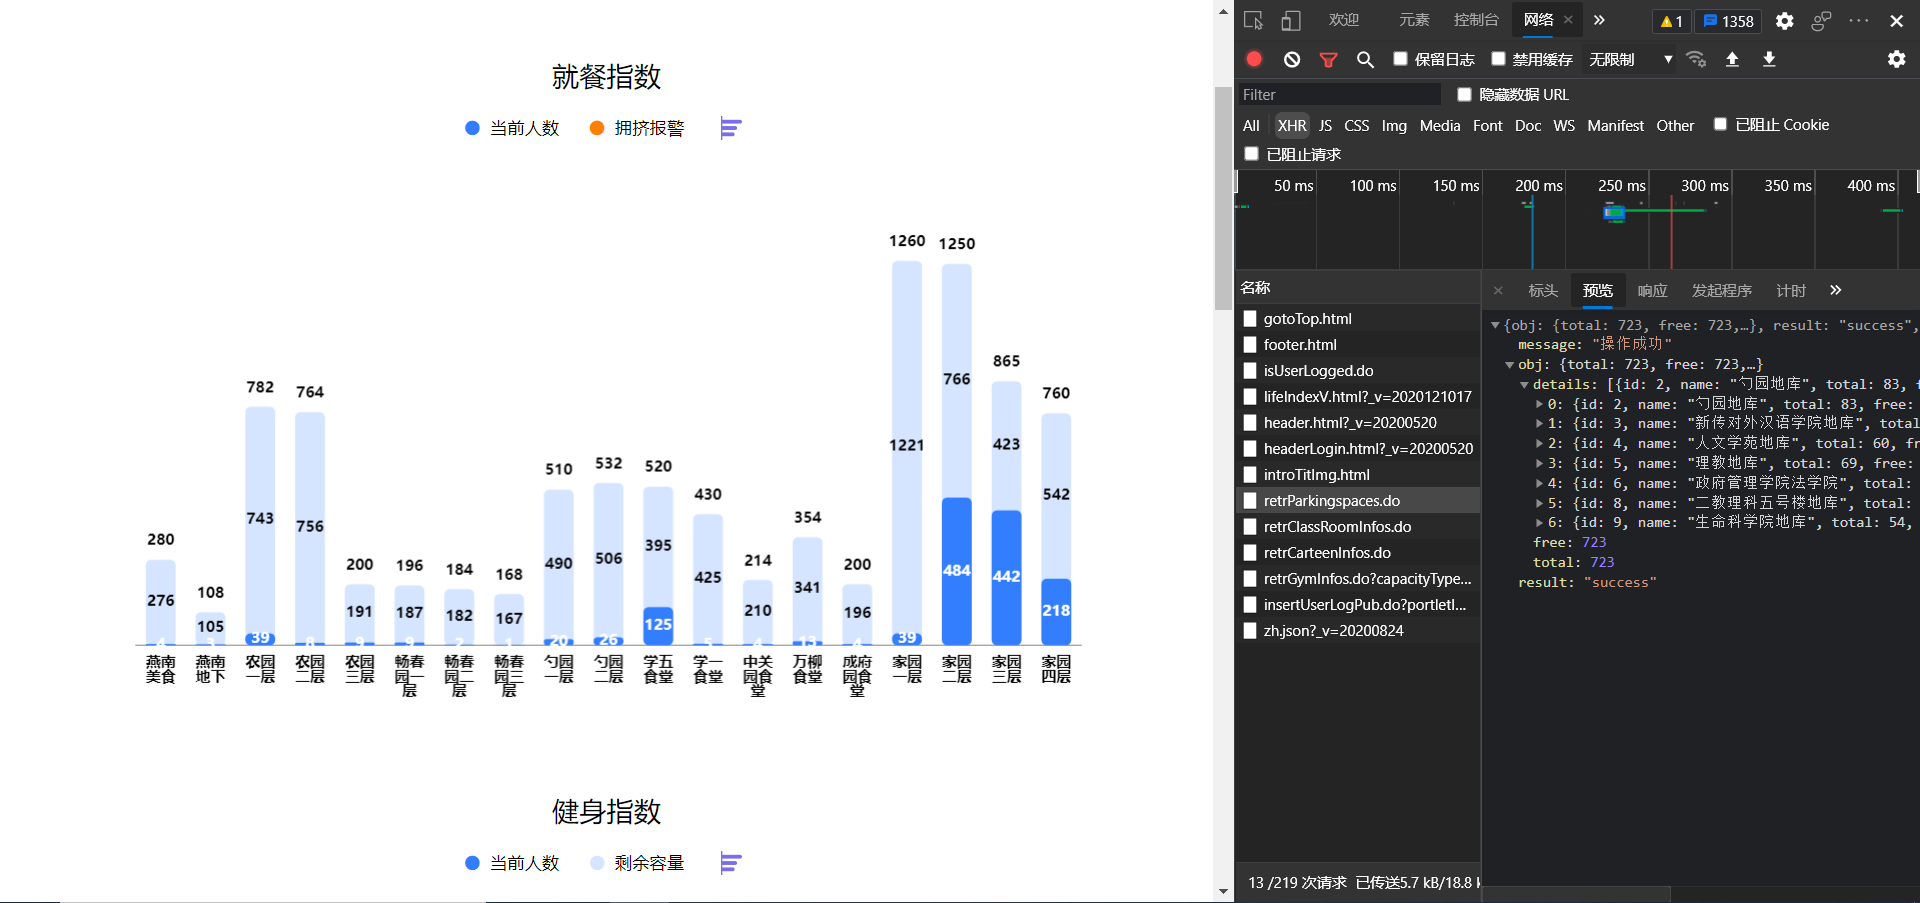 就餐指数
当前人数 拥挤报警
1260 1250
865
782 764 760
766
423
1221
510 532 520
430
542
743 756
490 506 395
425
354
341
280
276
108
105
200 196 184 168
191 187 182 167
214
210
200
196
484 442 218
125
4 3 39 8 9 9 2 1 20 26 5 4 13 4 39
燕南美食
燕南地下
农园一层
农园二层
农园三层
畅春园一层
畅春园二层
畅春园三层
勺园一层
勺园二层
学五食堂
学一食堂
中关园食堂
万柳食堂
成府园食堂
家园一层
家园二层
家园三层
家园四层
健身指数
当前人数 剩余容量
欢迎 元素 控制台 网络 1 1358
保留日志 禁用缓存 无限制
Filter 隐藏数据 URL
All XHR JS CSS Img Media Font Doc WS Manifest Other 已阻止 Cookie
已阻止请求
50 ms 100 ms 150 ms 200 ms 250 ms 300 ms 350 ms 400 ms
名称
gotoTop.html
footer.html
isUserLogged.do
lifeIndexV.html?_v=2020121017
header.html?_v=20200520
headerLogin.html?_v=20200520
introTitImg.html
retrParkingspaces.do
retrClassRoomInfos.do
retrCarteenInfos.do
retrGymInfos.do?capacityType...
insertUserLogPub.do?portletI...
zh.json?_v=20200824
13 /219 次请求 已传送5.7 kB/18.8 k
标头 预览 响应 发起程序 计时
{obj: {total: 723, free: 723,…}, result: "success",
message: "操作成功"
obj: {total: 723, free: 723,…}
details: [{id: 2, name: "勺园地库", total: 83, f
0: {id: 2, name: "勺园地库", total: 83, free:
1: {id: 3, name: "新传对外汉语学院地库", total
2: {id: 4, name: "人文学苑地库", total: 60, fr
3: {id: 5, name: "理教地库", total: 69, free:
4: {id: 6, name: "政府管理学院法学院", total:
5: {id: 8, name: "二教理科五号楼地库", total:
6: {id: 9, name: "生命科学院地库", total: 54,
free: 723
total: 723
result: "success"